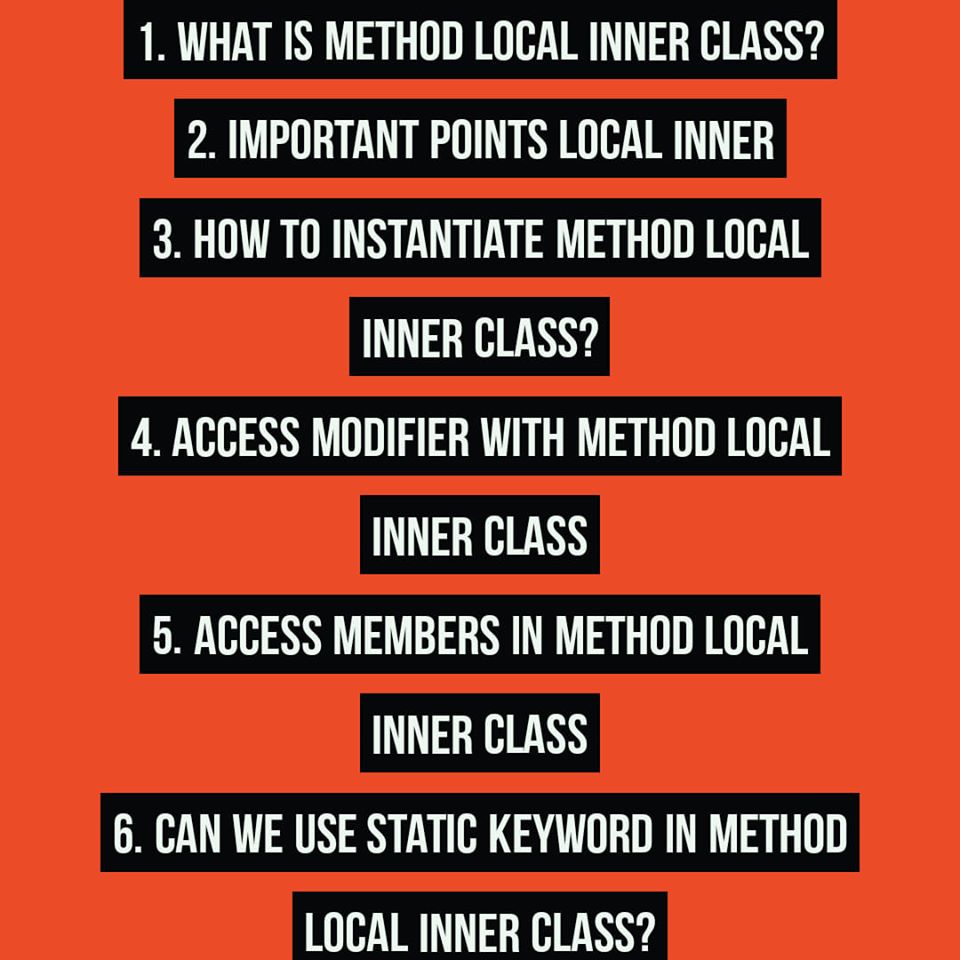 1. WHAT IS METHOD LOCAL INNER CLASS?
2. IMPORTANT POINTS LOCAL INNER
3. HOW TO INSTANTIATE METHOD LOCAL
INNER CLASS?
4. ACCESS MODIFIER WITH METHOD LOCAL
INNER CLASS
5. ACCESS MEMBERS IN METHOD LOCAL
INNER CLASS
6. CAN WE USE STATIC KEYWORD IN METHOD
LOCAL INNER CLASS?